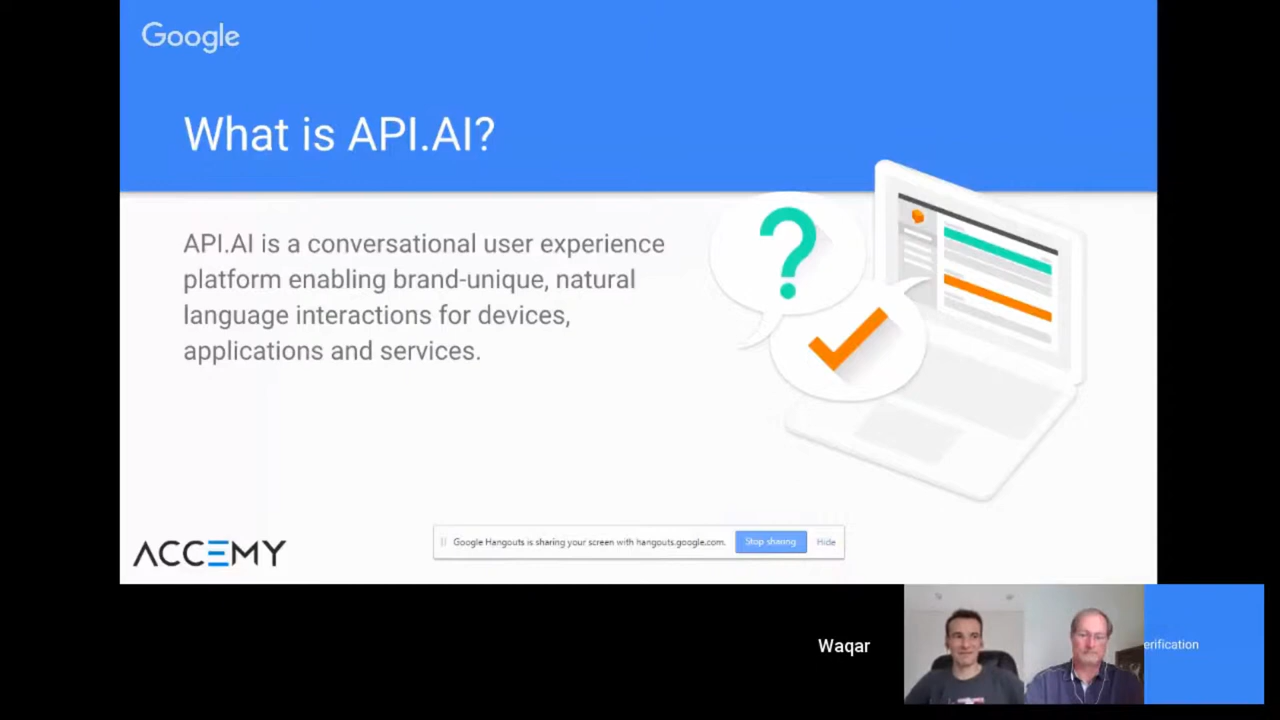 Google
What is API.AI?
API.AI is a conversational user experience
platform enabling brand-unique, natural
language interactions for devices,
applications and services.
ACCEMY
Google Hangouts is sharing your screen with hangouts.google.com.
Stop sharing
Hide
Waqar
erification